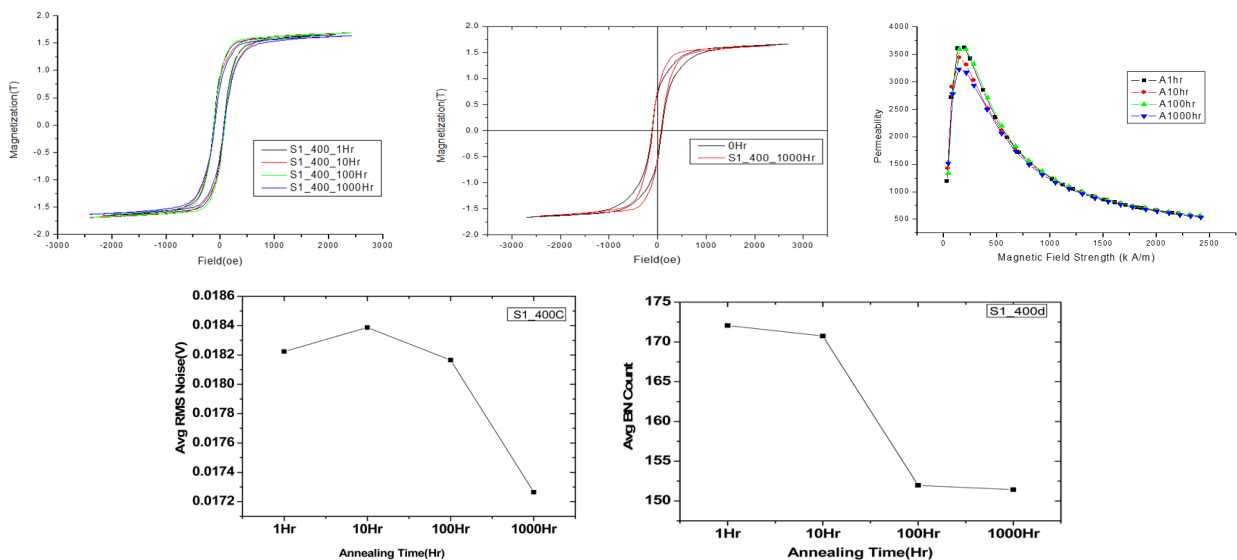 Magnetization(T)
2.0
1.5
1.0
0.5
0.0
-0.5
-1.0
-1.5
-2.0
S1_400_1Hr
S1_400_10Hr
S1_400_100Hr
S1_400_1000Hr
-3000 -2000 -1000 0 1000 2000 3000
Field(oe)
Magnetization(T)
2.0
1.5
1.0
0.5
0.0
-0.5
-1.0
-1.5
-2.0
0Hr
S1_400_1000Hr
-3000 -2000 -1000 0 1000 2000 3000
Field(oe)
Permeability
4000
3500
3000
2500
2000
1500
1000
500
A1hr
A10hr
A100hr
A1000hr
0 500 1000 1500 2000 2500
Magnetic Field Strength (k A/m)
Avg RMS Noise(V)
0.0186
0.0184
0.0182
0.0180
0.0178
0.0176
0.0174
0.0172
S1_400C
1Hr 10Hr 100Hr 1000Hr
Annealing Time(Hr)
Avg BN Count
175
170
165
160
155
150
S1_400d
1Hr 10Hr 100Hr 1000Hr
Annealing Time(Hr)